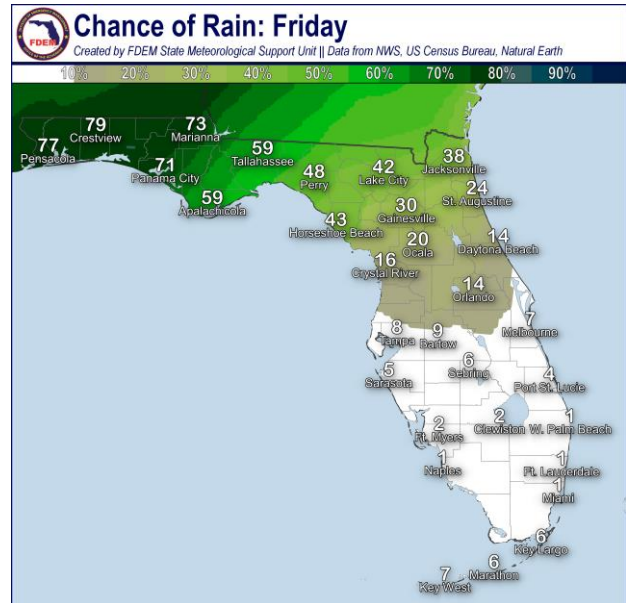 FDEM
Chance of Rain: Friday
Created by FDEM State Meteorological Support Unit || Data from NWS, US Census Bureau, Natural Earth
10% 20% 30% 40% 50% 60% 70% 80% 90%
79
Crestview
73
Marianna
77
Pensacola
59
Tallahassee
71
Panama City
59
Apalachicola
48
Perry
42
Lake City
38
Jacksonville
24
St. Augustine
30
Gainesville
43
Horseshoe Beach
20
Ocala
14
Daytona Beach
16
Crystal River
14
Orlando
7
Melbourne
8
Tampa
9
Bartow
6
Sebring
5
Sarasota
4
Port St. Lucie
2
Ft. Myers
2
Clewiston
1
W. Palm Beach
1
Naples
1
Ft. Lauderdale
1
Miami
6
Key Largo
6
Marathon
7
Key West